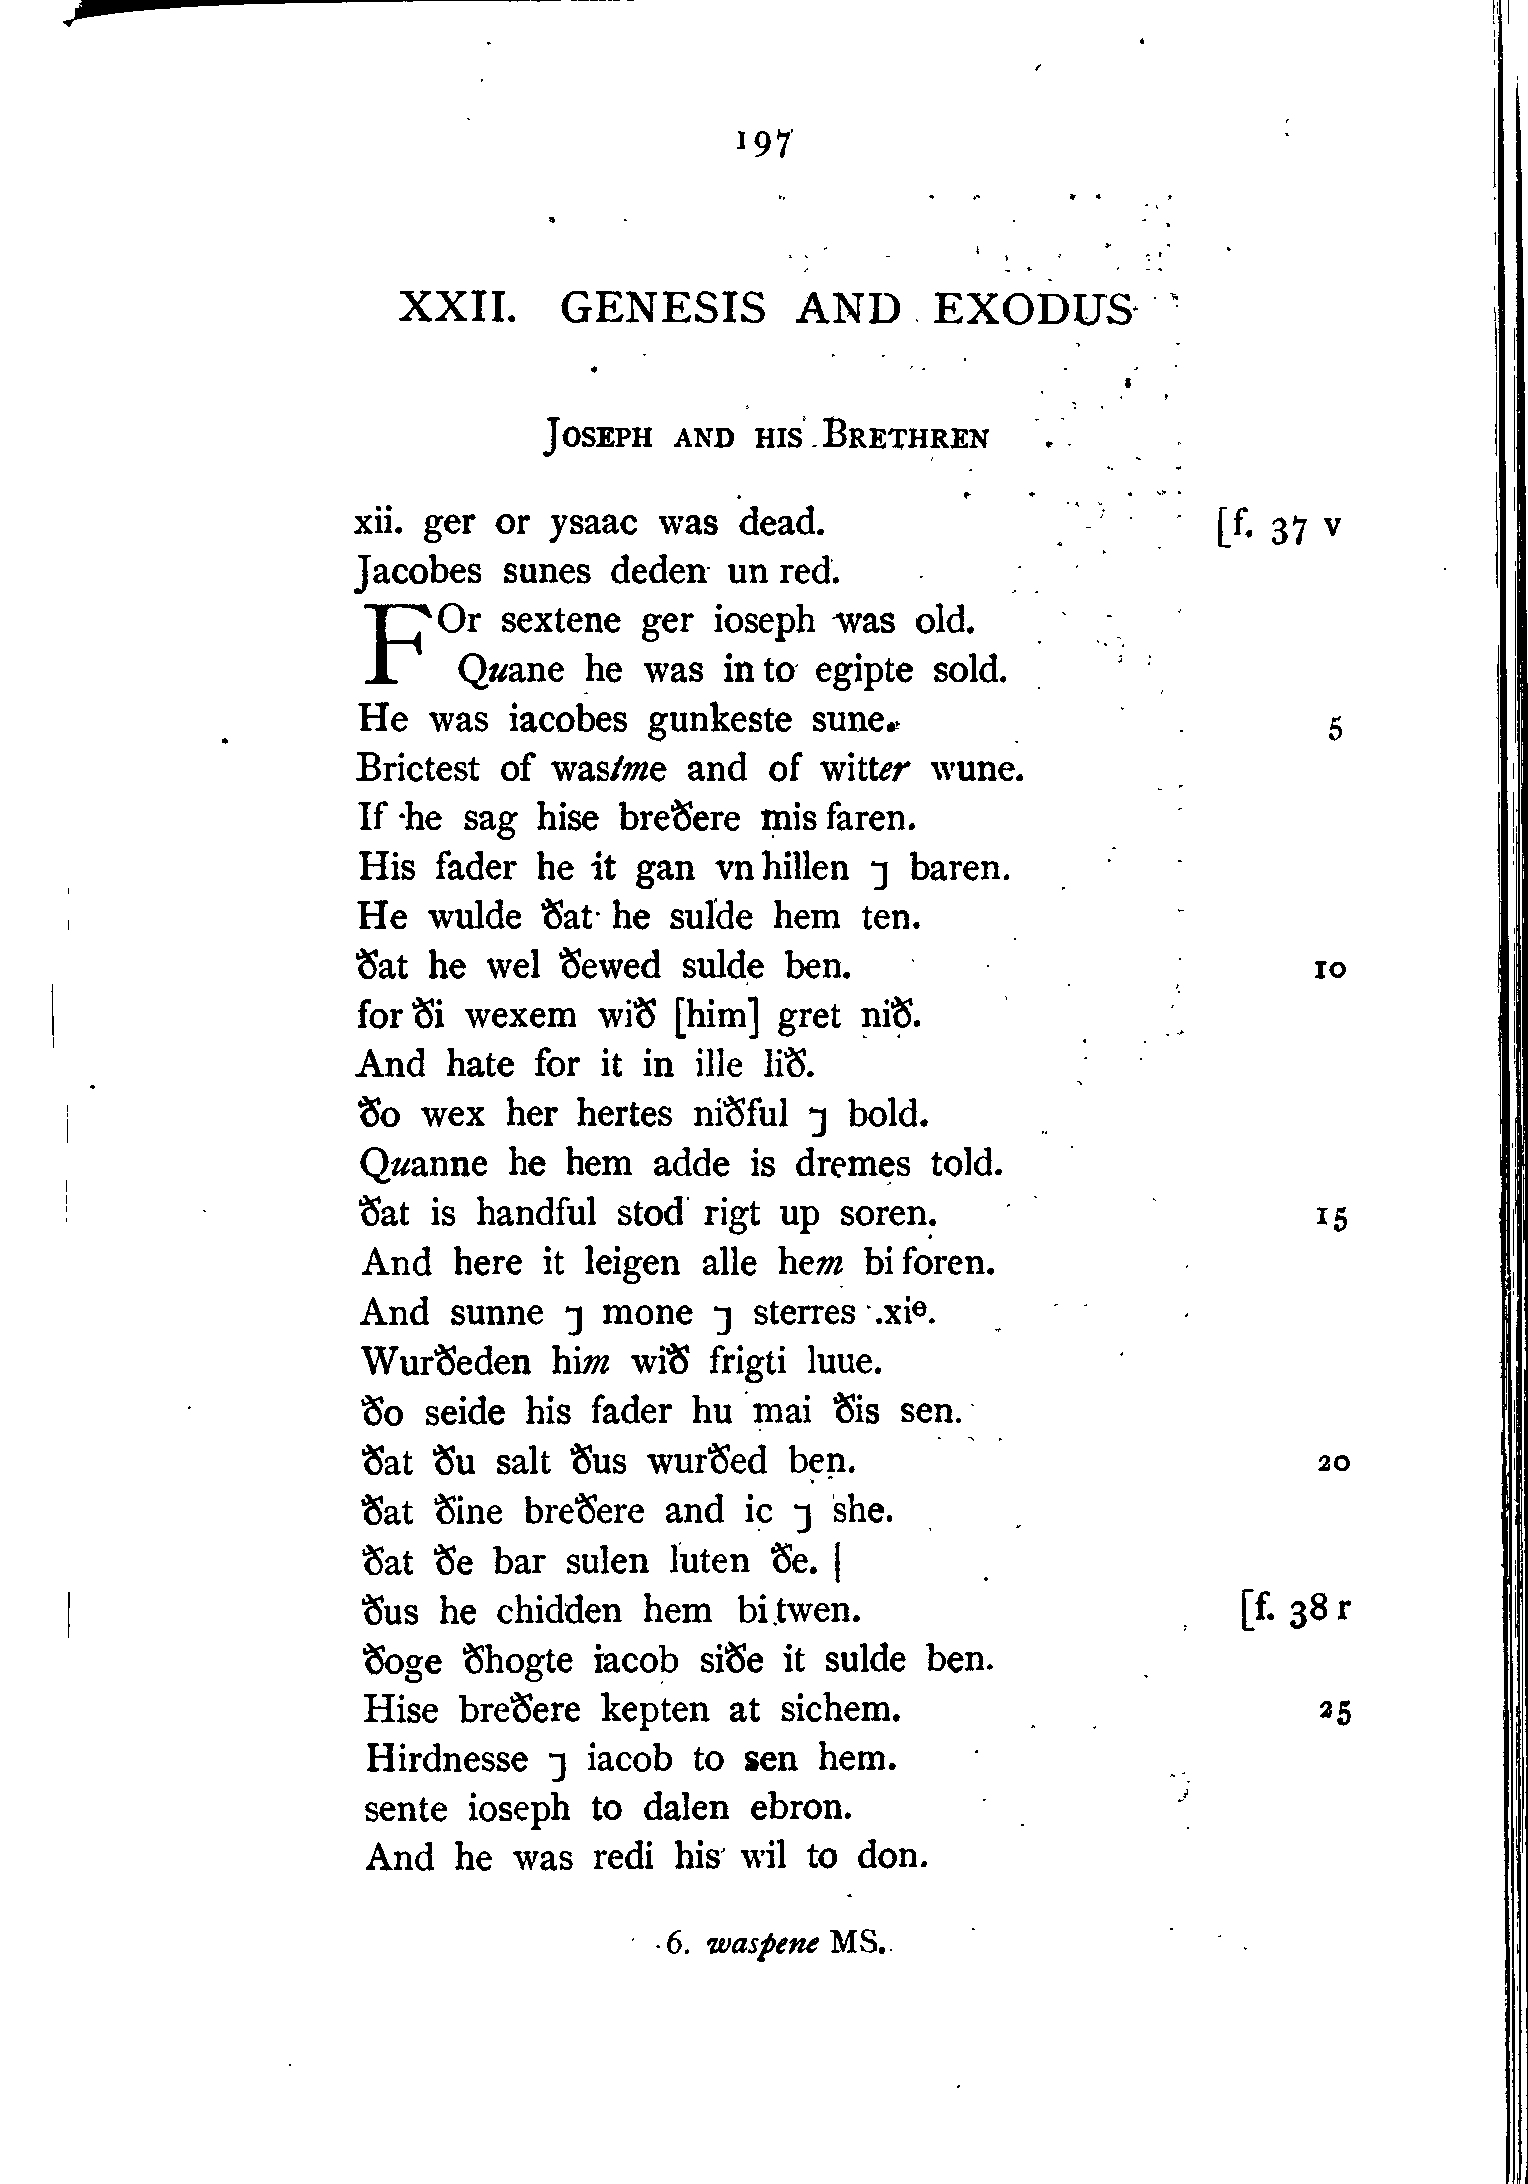 197
XXII. GENESIS AND EXODUS
JOSEPH AND HIS BRETHREN
xii. ger or ysaac was dead. [f. 37 v
Jacobes sunes deden un red.
FOr sextene ger ioseph was old.
Quane he was in to egipte sold.
He was iacobes gunkeste sune. 5
Brictest of wastme and of witter wune.
If he sag hise breðere mis faren.
His fader he it gan vn hillen ⁊ baren.
He wulde ðat he sulde hem ten.
ðat he wel ðewed sulde ben. 10
for ði wexem wið [him] gret nið.
And hate for it in ille lið.
ðo wex her hertes niðful ⁊ bold.
Quanne he hem adde is dremes told.
ðat is handful stod rigt up soren. 15
And here it leigen alle hem bi foren.
And sunne ⁊ mone ⁊ sterres .xiᵉ.
Wurðeden him wið frigti luue.
ðo seide his fader hu mai ðis sen.
ðat ðu salt ðus wurðed ben. 20
ðat ðine breðere and ic ⁊ she.
ðat ðe bar sulen luten ðe. |
ðus he chidden hem bi twen. [f. 38 r
ðoge ðhogte iacob siðe it sulde ben.
Hise breðere kepten at sichem. 25
Hirdnesse ⁊ iacob to sen hem.
sente ioseph to dalen ebron.
And he was redi his wil to don.
6. waspene MS.